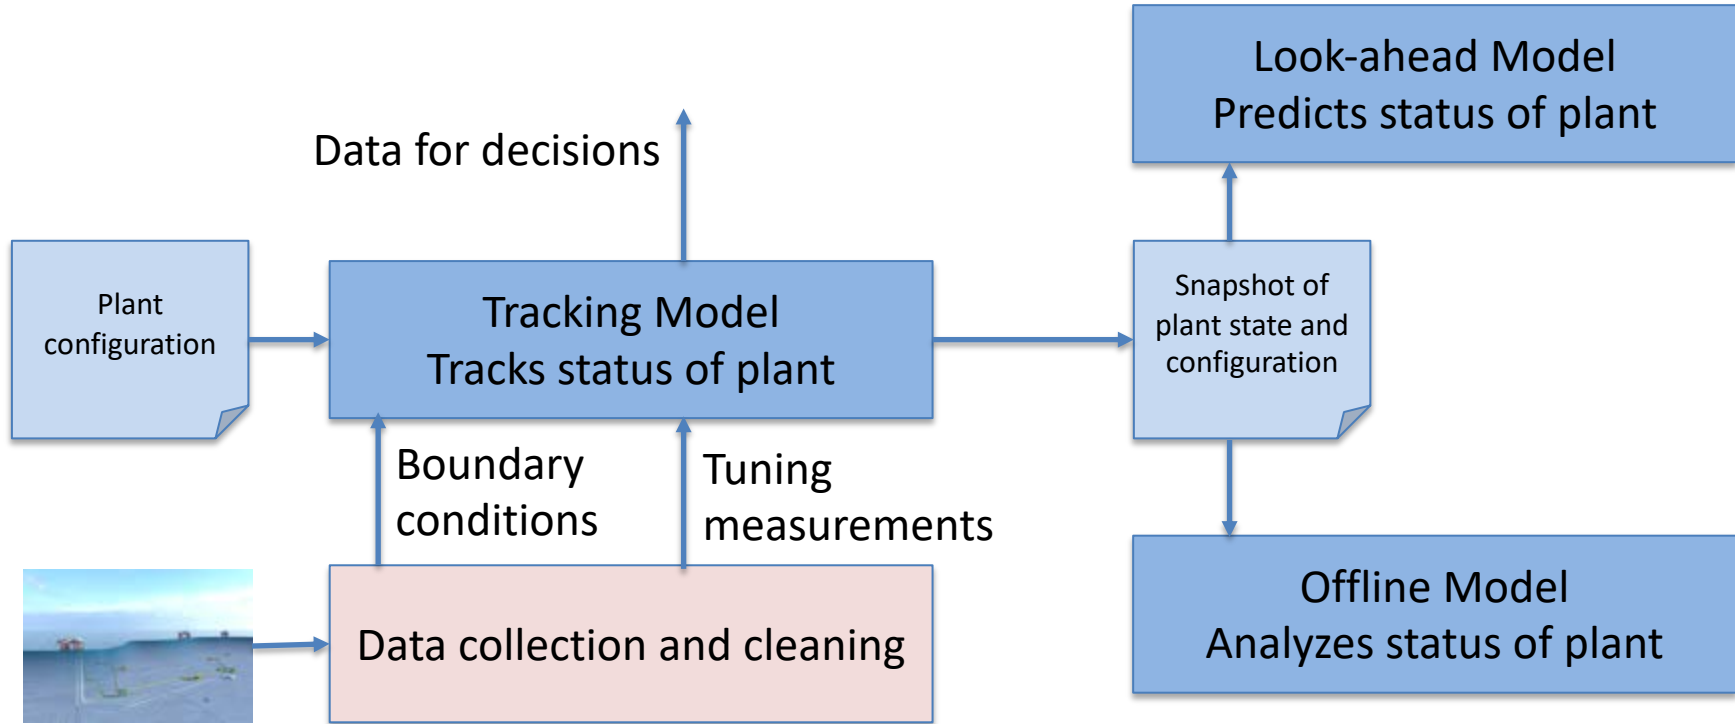 Look-ahead Model
Predicts status of plant
Data for decisions
Plant
configuration
Tracking Model
Tracks status of plant
Snapshot of
plant state and
configuration
Boundary
conditions
Tuning
measurements
Data collection and cleaning
Offline Model
Analyzes status of plant